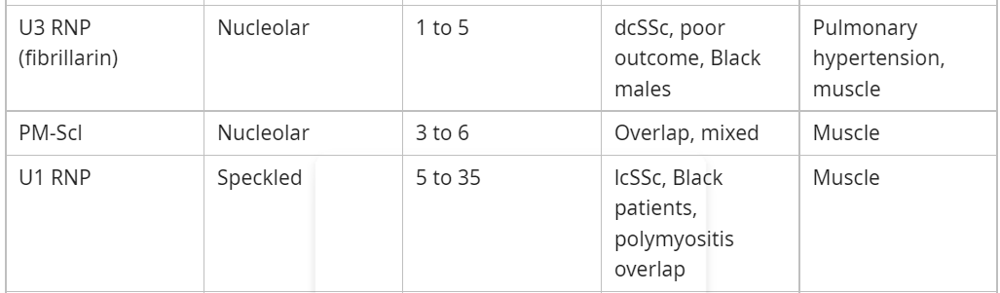 U3 RNP
(fibrillarin)
Nucleolar
1 to 5
dcSSc, poor
outcome, Black
males
Pulmonary
hypertension,
muscle
PM-Scl
Nucleolar
3 to 6
Overlap, mixed
Muscle
U1 RNP
Speckled
5 to 35
lcSSc, Black
patients,
polymyositis
overlap
Muscle